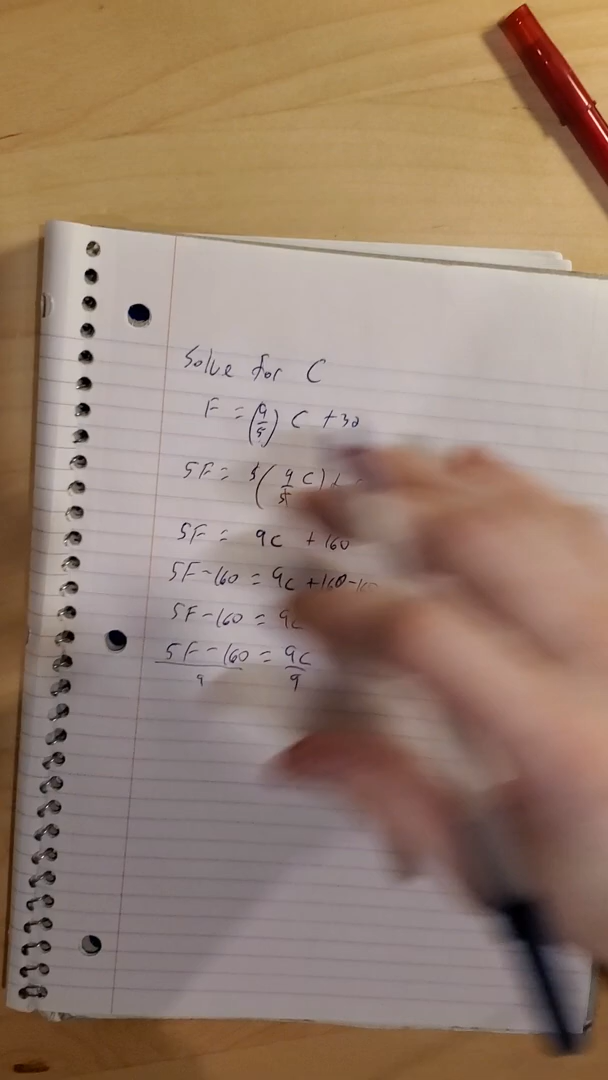 Solve for C
F = (9/5) C + 32
5F = 5(9/5 C) +
5F = 9C + 160
5F-160 = 9C + 160-160
5F-160 = 9C
5F-160/9 = 9C/9